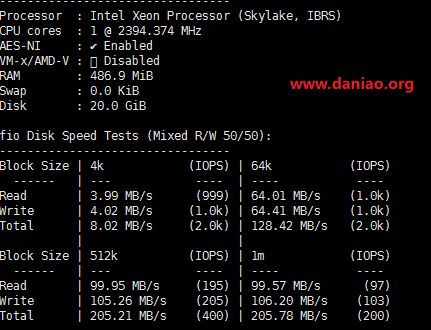 ---------------------------------
Processor  : Intel Xeon Processor (Skylake, IBRS)
CPU cores  : 1 @ 2394.374 MHz
AES-NI     : ✔ Enabled
VM-x/AMD-V : Disabled
RAM        : 486.9 MiB
Swap       : 0.0 KiB
Disk       : 20.0 GiB
www.daniao.org
fio Disk Speed Tests (Mixed R/W 50/50):
---------------------------------
Block Size | 4k            (IOPS) | 64k           (IOPS)
  ------   | ---            ----  | ----           ----
Read       | 3.99 MB/s      (999) | 64.01 MB/s    (1.0k)
Write      | 4.02 MB/s     (1.0k) | 64.41 MB/s    (1.0k)
Total      | 8.02 MB/s     (2.0k) | 128.42 MB/s   (2.0k)
           |                      |
Block Size | 512k          (IOPS) | 1m            (IOPS)
  ------   | ---            ----  | ----           ----
Read       | 99.95 MB/s     (195) | 99.57 MB/s      (97)
Write      | 105.26 MB/s    (205) | 106.20 MB/s    (103)
Total      | 205.21 MB/s    (400) | 205.78 MB/s    (200)